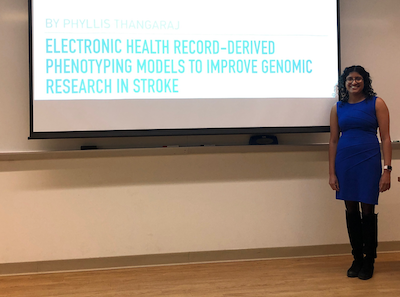 BY PHYLLIS THANGARAJ
ELECTRONIC HEALTH RECORD-DERIVED
PHENOTYPING MODELS TO IMPROVE GENOMIC
RESEARCH IN STROKE